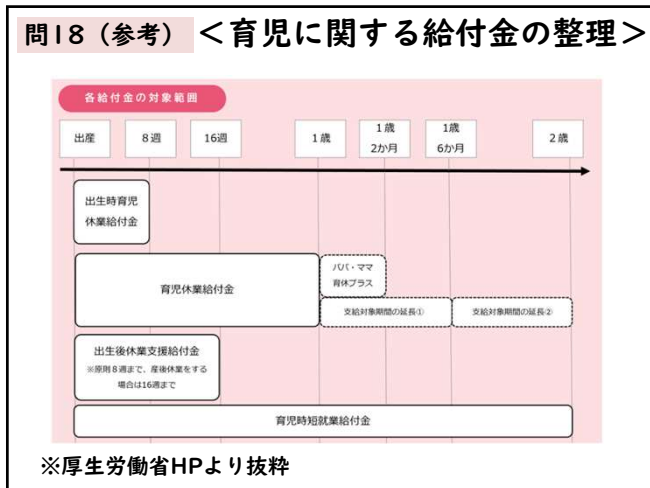 問18（参考） ＜育児に関する給付金の整理＞
各給付金の対象範囲
出産
8週
16週
1歳
1歳
2か月
1歳
6か月
2歳
出生時育児
休業給付金
育児休業給付金
パパ・ママ
育休プラス
支給対象期間の延長①
支給対象期間の延長②
出生後休業支援給付金
※原則8週まで、産後休業をする
場合は16週まで
育児時短就業給付金
※厚生労働省HPより抜粋